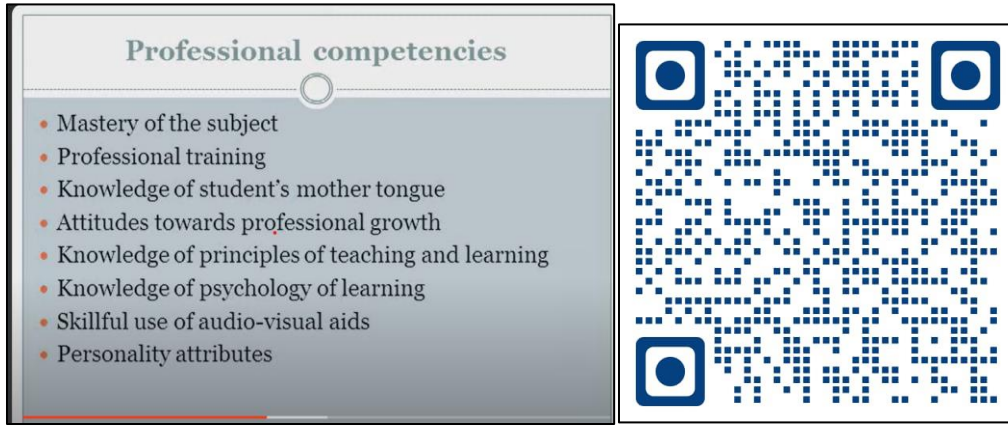 Professional competencies
Mastery of the subject
Professional training
Knowledge of student's mother tongue
Attitudes towards professional growth
Knowledge of principles of teaching and learning
Knowledge of psychology of learning
Skillful use of audio-visual aids
Personality attributes